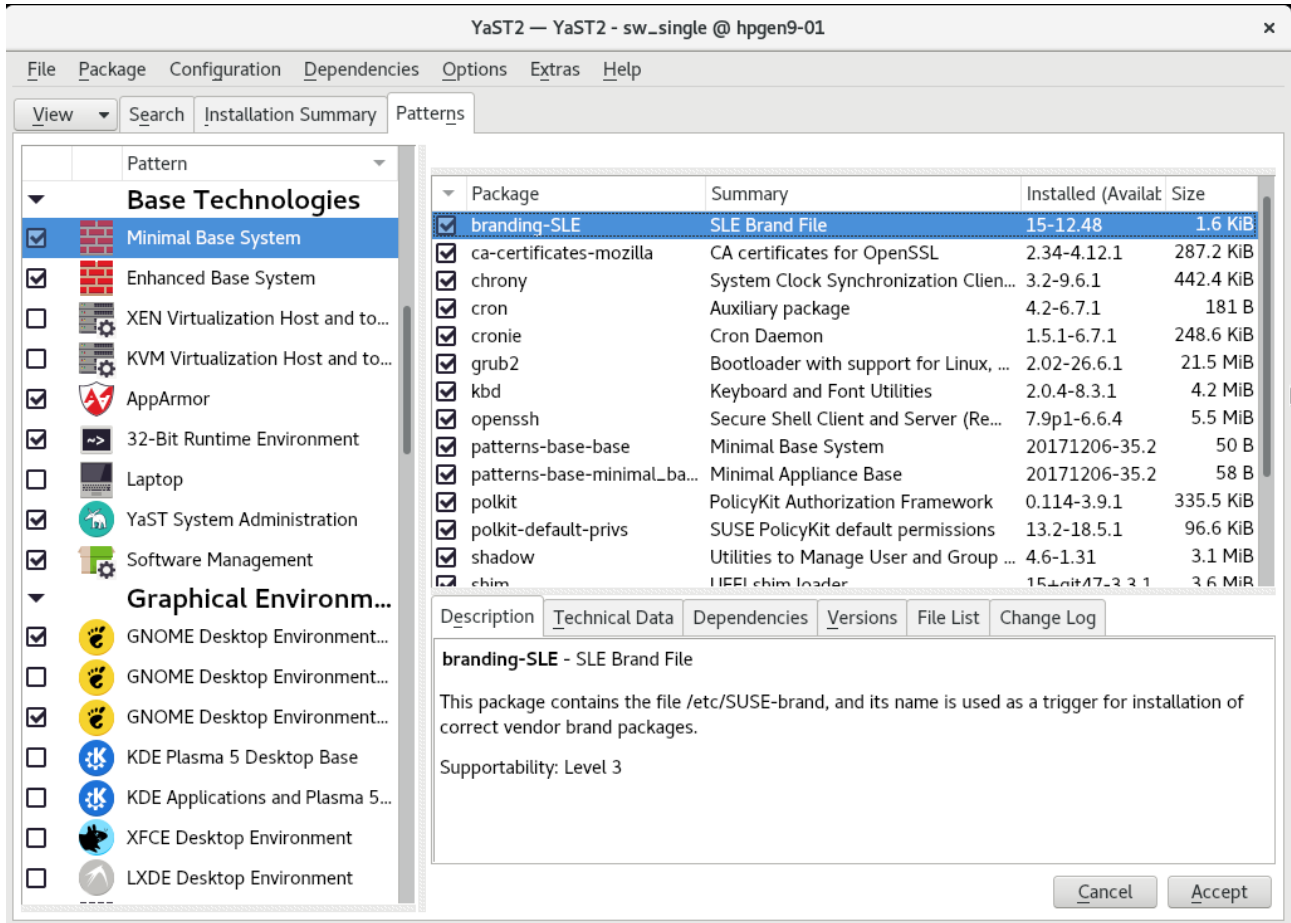 YaST2 — YaST2 - sw_single @ hpgen9-01 ×
File Package Configuration Dependencies Options Extras Help
View Search Installation Summary Patterns
Pattern
Base Technologies
Minimal Base System
Enhanced Base System
XEN Virtualization Host and to...
KVM Virtualization Host and to...
AppArmor
~> 32-Bit Runtime Environment
Laptop
YaST System Administration
Software Management
Graphical Environm...
GNOME Desktop Environment...
GNOME Desktop Environment...
GNOME Desktop Environment...
KDE Plasma 5 Desktop Base
KDE Applications and Plasma 5...
XFCE Desktop Environment
LXDE Desktop Environment
Package Summary Installed (Availab Size
branding-SLE SLE Brand File 15-12.48 1.6 KiB
ca-certificates-mozilla CA certificates for OpenSSL 2.34-4.12.1 287.2 KiB
chrony System Clock Synchronization Clien... 3.2-9.6.1 442.4 KiB
cron Auxiliary package 4.2-6.7.1 181 B
cronie Cron Daemon 1.5.1-6.7.1 248.6 KiB
grub2 Bootloader with support for Linux, ... 2.02-26.6.1 21.5 MiB
kbd Keyboard and Font Utilities 2.0.4-8.3.1 4.2 MiB
openssh Secure Shell Client and Server (Re... 7.9p1-6.6.4 5.5 MiB
patterns-base-base Minimal Base System 20171206-35.2 50 B
patterns-base-minimal_ba... Minimal Appliance Base 20171206-35.2 58 B
polkit PolicyKit Authorization Framework 0.114-3.9.1 335.5 KiB
polkit-default-privs SUSE PolicyKit default permissions 13.2-18.5.1 96.6 KiB
shadow Utilities to Manage User and Group ... 4.6-1.31 3.1 MiB
shim UEFI shim loader 15+git47-3.3.1 3.6 MiB
Description Technical Data Dependencies Versions File List Change Log
branding-SLE - SLE Brand File
This package contains the file /etc/SUSE-brand, and its name is used as a trigger for installation of
correct vendor brand packages.
Supportability: Level 3
Cancel Accept